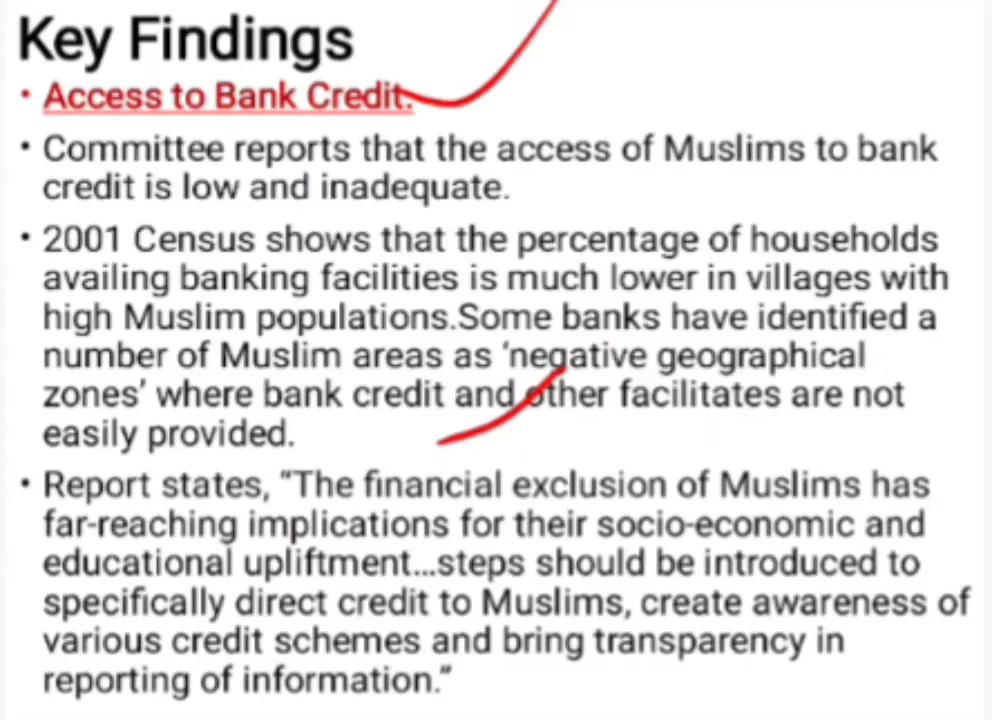 Key Findings
• Access to Bank Credit.
• Committee reports that the access of Muslims to bank
credit is low and inadequate.
• 2001 Census shows that the percentage of households
availing banking facilities is much lower in villages with
high Muslim populations.Some banks have identified a
number of Muslim areas as ‘negative geographical
zones’ where bank credit and other facilitates are not
easily provided.
• Report states, “The financial exclusion of Muslims has
far-reaching implications for their socio-economic and
educational upliftment...steps should be introduced to
specifically direct credit to Muslims, create awareness of
various credit schemes and bring transparency in
reporting of information.”